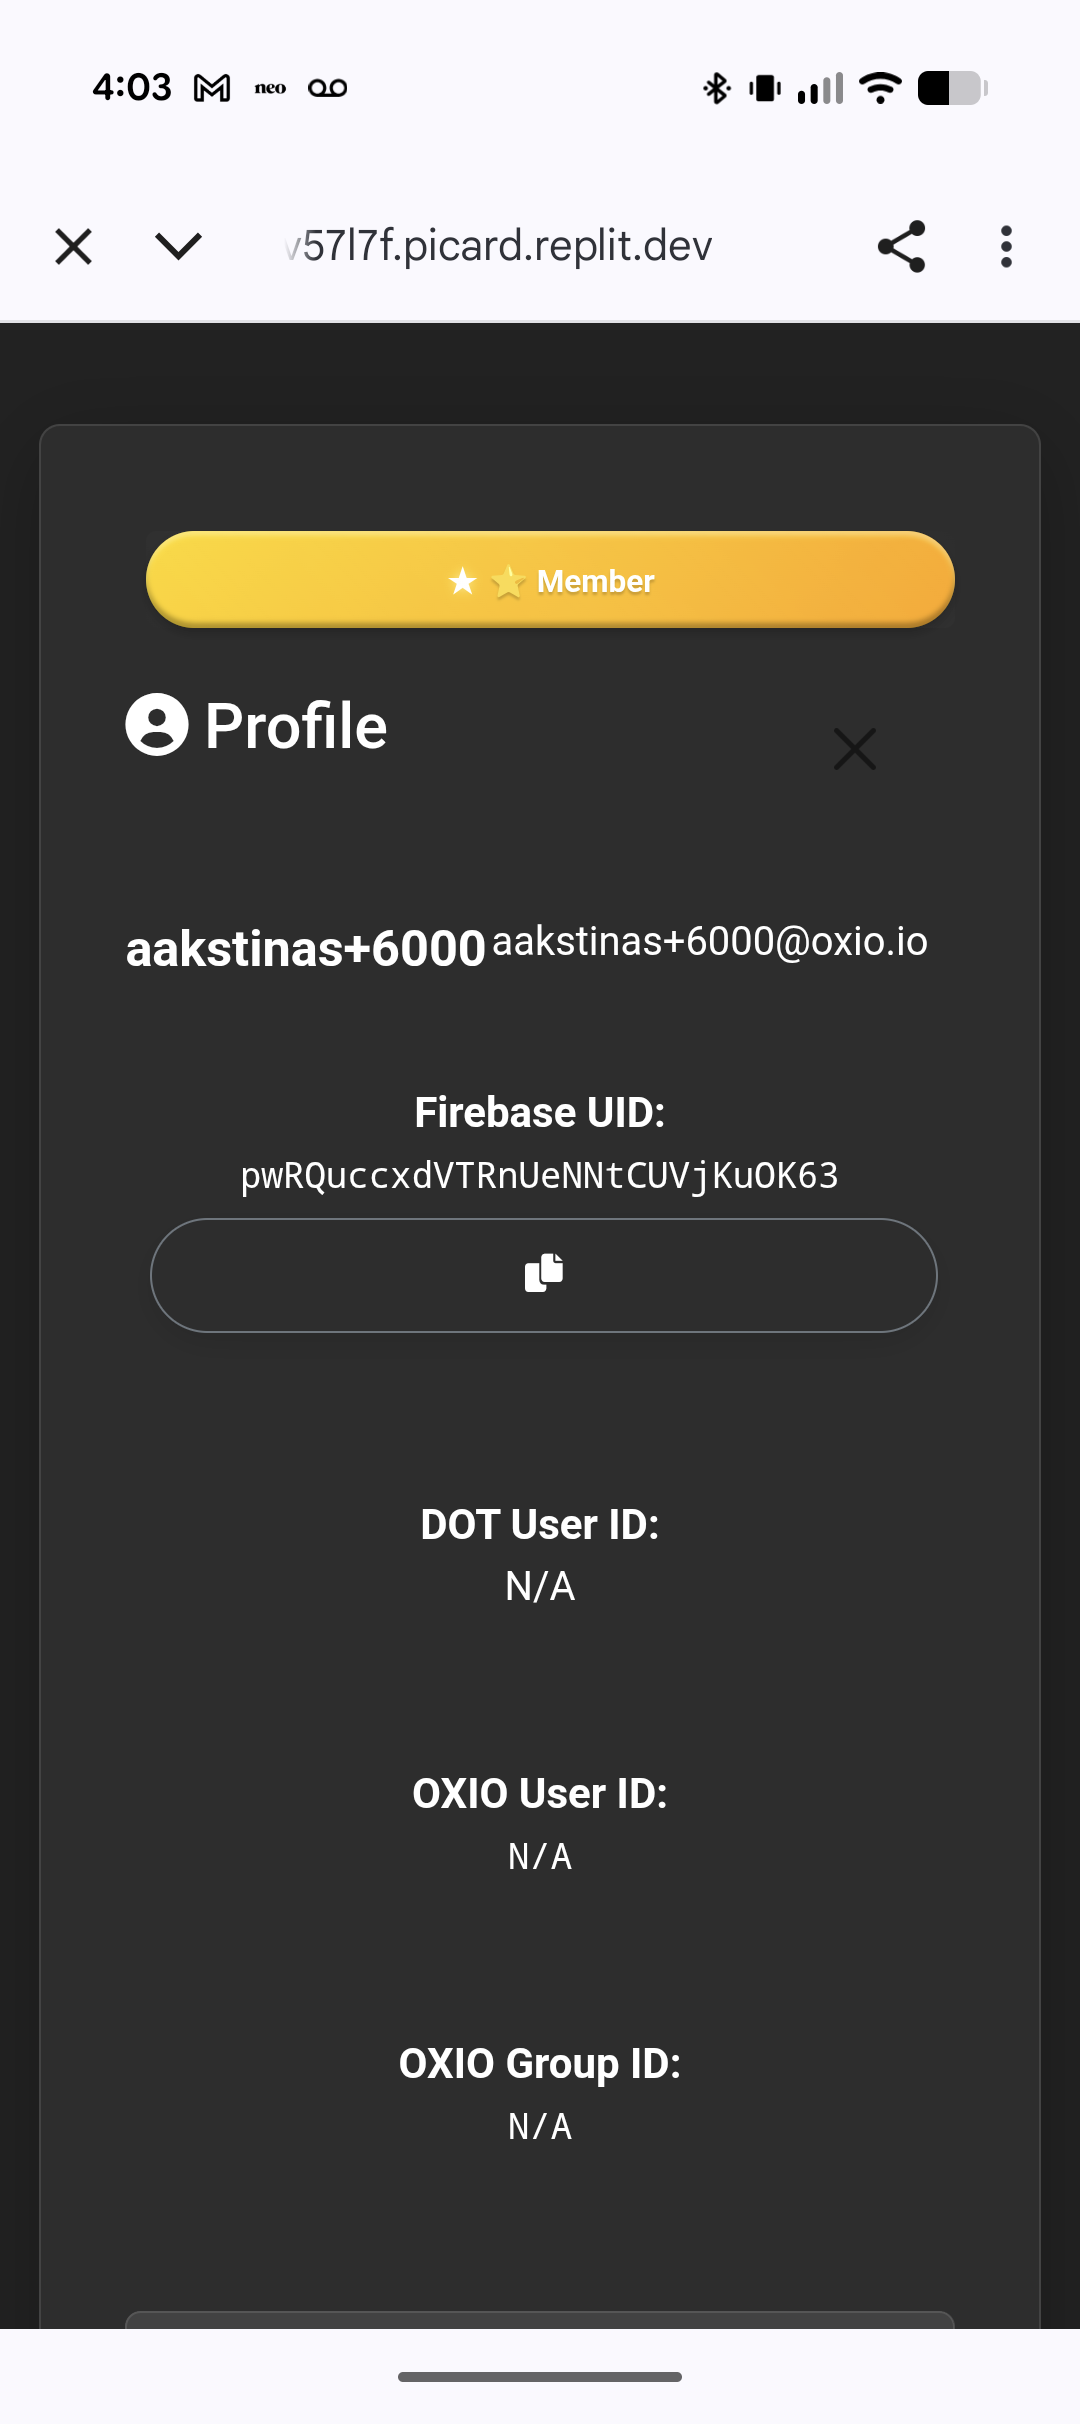 4:03 neo
v57l7f.picard.replit.dev
★ ⭐ Member
Profile
aakstinas+6000 aakstinas+6000@oxio.io
Firebase UID:
pwRQuccxdVTRnUeNNtCUVjKuOK63
DOT User ID:
N/A
OXIO User ID:
N/A
OXIO Group ID:
N/A